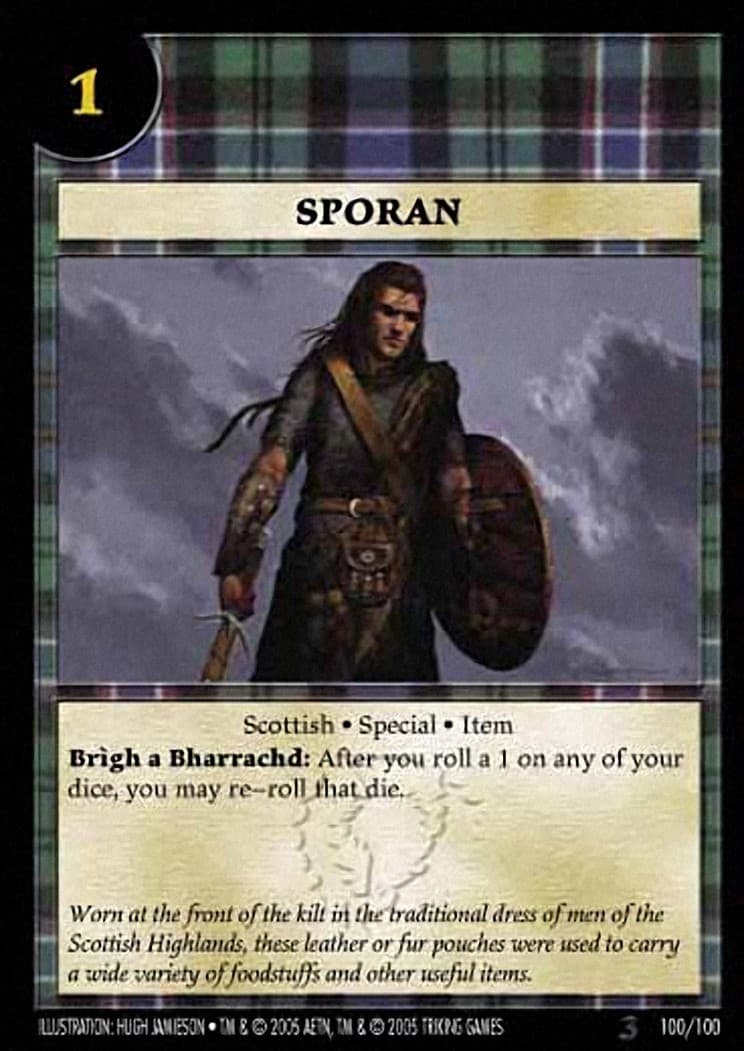 1
SPORAN
Scottish • Special • Item
Brìgh a Bharrachd: After you roll a 1 on any of your
dice, you may re-roll that die.
Worn at the front of the kilt in the traditional dress of men of the
Scottish Highlands, these leather or fur pouches were used to carry
a wide variety of foodstuffs and other useful items.
ILLUSTRATION: HUGH JAMIESON • TM & © 2005 AETN, TM & © 2005 TRIKING GAMES 3 100/100